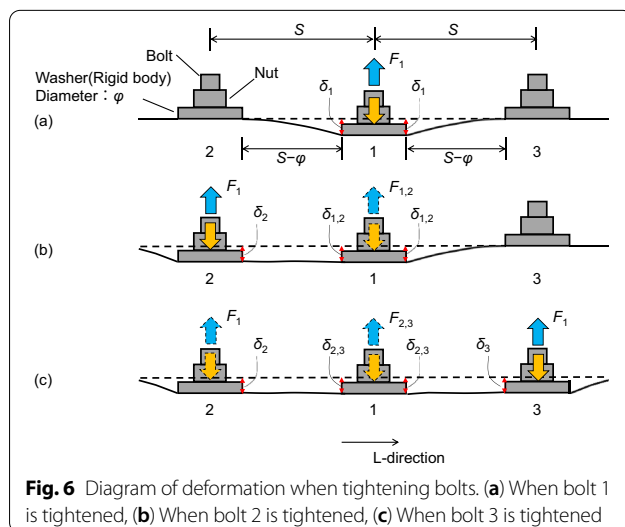 S S
Bolt
Nut
Washer(Rigid body)
Diameter：φ
F1
δ1 δ1
(a)
2 1 3
S−φ S−φ
F1 F1,2
δ2 δ1,2 δ1,2
(b)
2 1 3
F1 F2,3 F1
δ2 δ2,3 δ2,3 δ3
(c)
2 1 3
L-direction
Fig. 6 Diagram of deformation when tightening bolts. (a) When bolt 1
is tightened, (b) When bolt 2 is tightened, (c) When bolt 3 is tightened